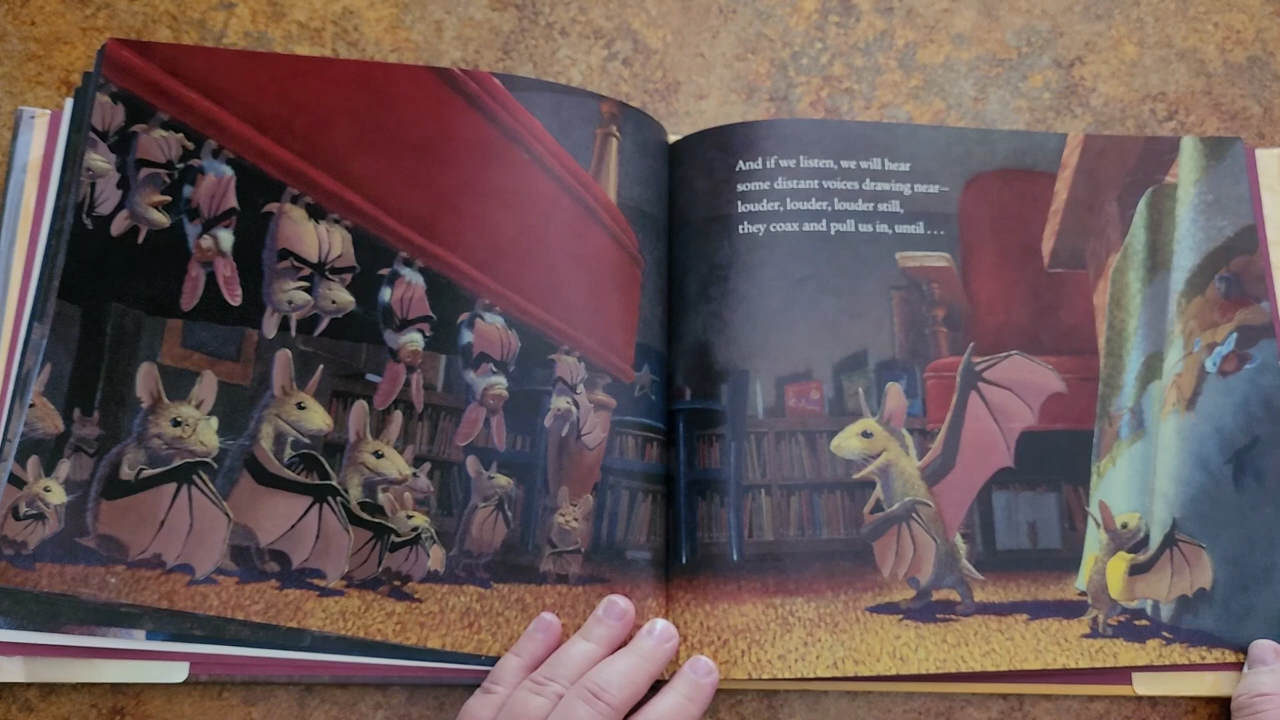 And if we listen, we will hear
some distant voices drawing near—
louder, louder, louder still,
they coax and pull us in, until . . .